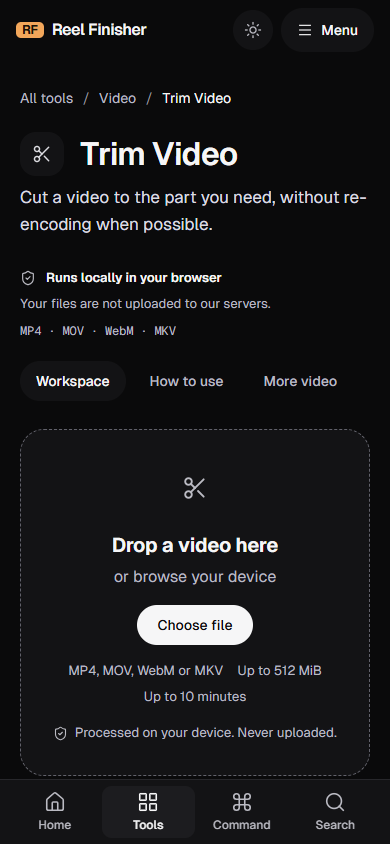 RF Reel Finisher
Menu
All tools / Video / Trim Video
Trim Video
Cut a video to the part you need, without re-
encoding when possible.
Runs locally in your browser
Your files are not uploaded to our servers.
MP4 · MOV · WebM · MKV
Workspace How to use More video
Drop a video here
or browse your device
Choose file
MP4, MOV, WebM or MKV Up to 512 MiB
Up to 10 minutes
Processed on your device. Never uploaded.
Home Tools Command Search